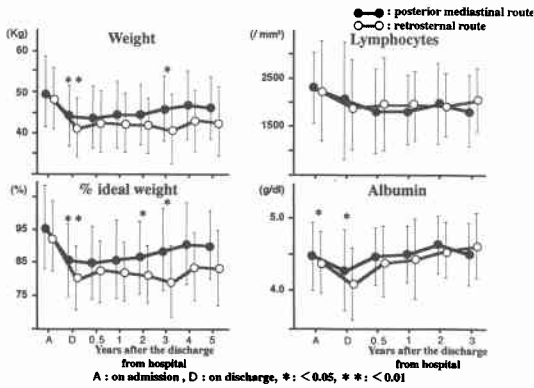 : posterior mediastinal route
: retrosternal route
(Kg) Weight
60
50
40
* *
*
(/ mm³) Lymphocytes
2500
1500
(%) % ideal weight
95
85
75
* *
*
*
A D 0.5 1 2 3 4 5
Years after the discharge
from hospital
(g/dl) Albumin
5.0
4.0
*
*
A D 0.5 1 2 3
Years after the discharge
from hospital
A : on admission , D : on discharge, * : <0.05, * * : <0.01